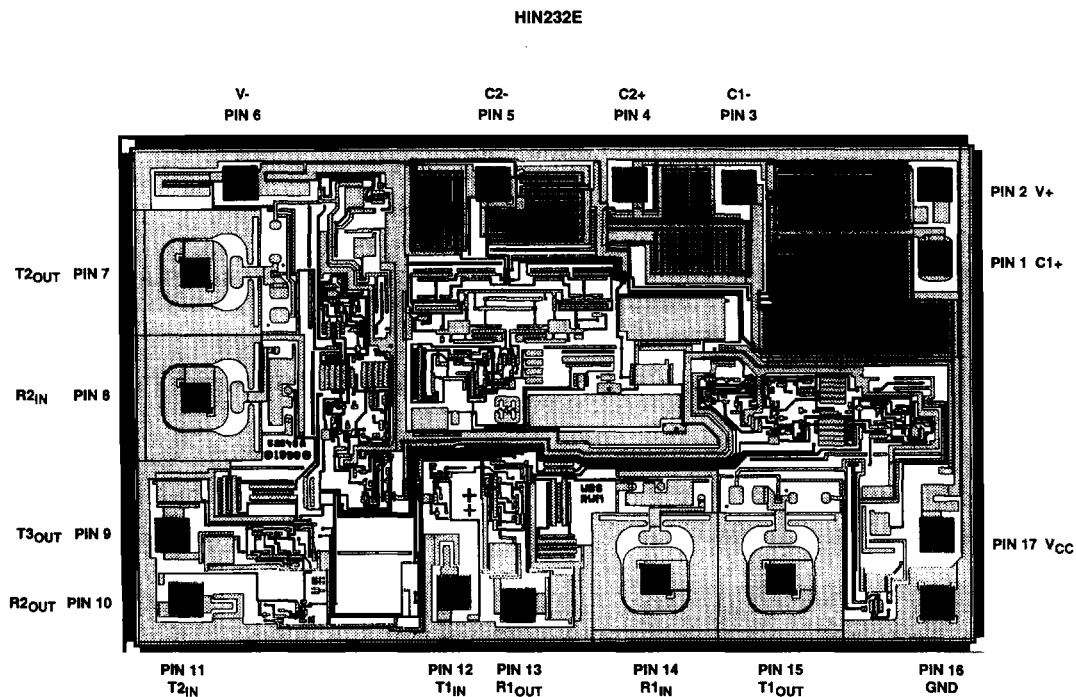 HIN232E
V-
PIN 6
C2-
PIN 5
C2+
PIN 4
C1-
PIN 3
PIN 2 V+
PIN 1 C1+
T2OUT PIN 7
R2IN PIN 8
T3OUT PIN 9
PIN 17 VCC
R2OUT PIN 10
PIN 11
T2IN
PIN 12
T1IN
PIN 13
R1OUT
PIN 14
R1IN
PIN 15
T1OUT
PIN 16
GND